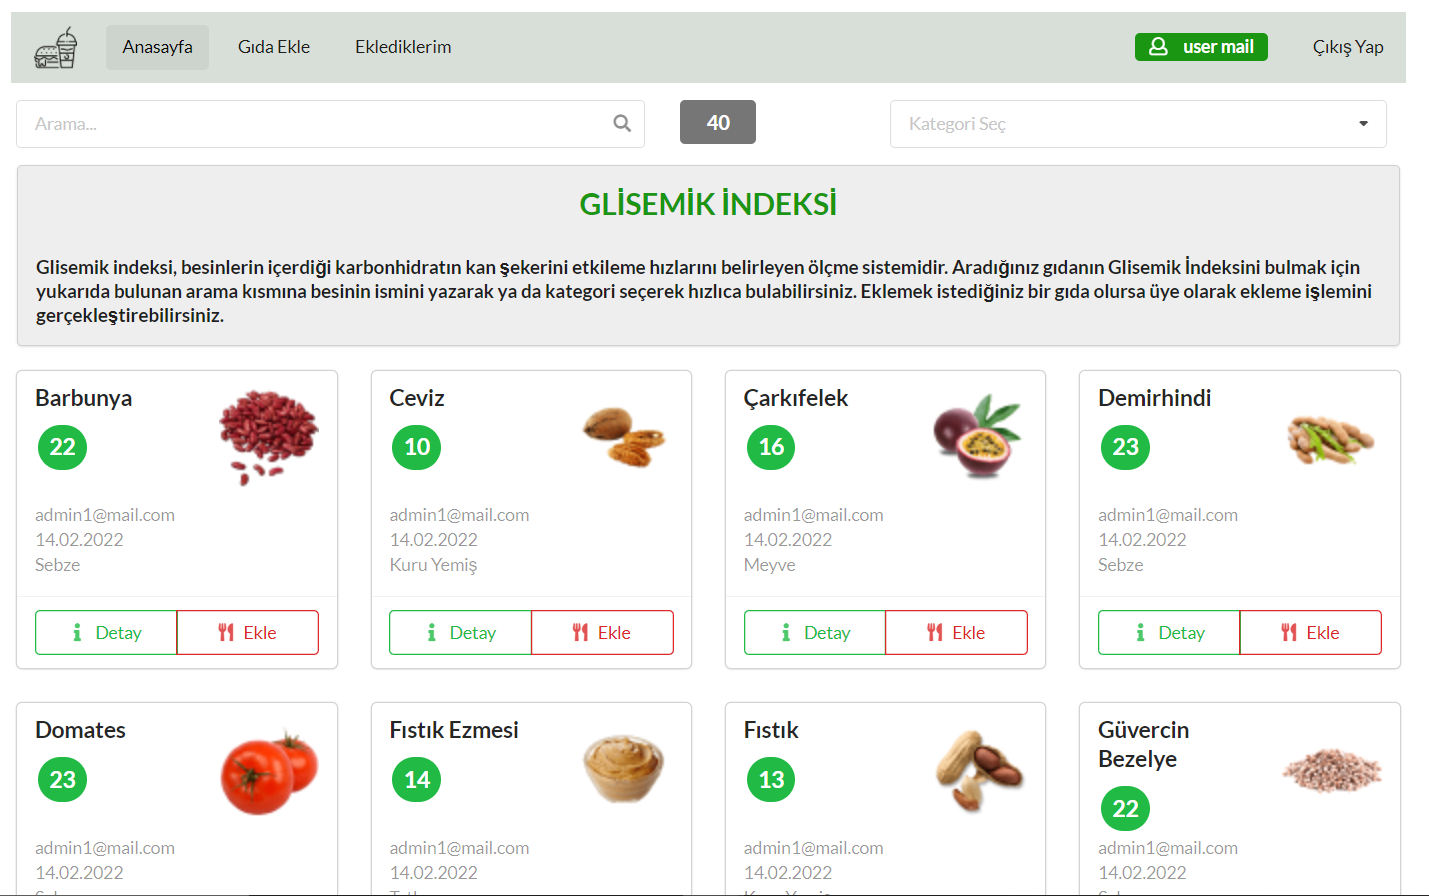 Anasayfa
Gıda Ekle
Eklediklerim
user mail
Çıkış Yap
Arama...
40
Kategori Seç
GLİSEMİK İNDEKSİ
Glisemik indeksi, besinlerin içerdiği karbonhidratın kan şekerini etkileme hızlarını belirleyen ölçme sistemidir. Aradığınız gıdanın Glisemik İndeksini bulmak için
yukarıda bulunan arama kısmına besinin ismini yazarak ya da kategori seçerek hızlıca bulabilirsiniz. Eklemek istediğiniz bir gıda olursa üye olarak ekleme işlemini
gerçekleştirebilirsiniz.
Barbunya
22
admin1@mail.com
14.02.2022
Sebze
Detay
Ekle
Ceviz
10
admin1@mail.com
14.02.2022
Kuru Yemiş
Detay
Ekle
Çarkıfelek
16
admin1@mail.com
14.02.2022
Meyve
Detay
Ekle
Demirhindi
23
admin1@mail.com
14.02.2022
Sebze
Detay
Ekle
Domates
23
admin1@mail.com
14.02.2022
Fıstık Ezmesi
14
admin1@mail.com
14.02.2022
Fıstık
13
admin1@mail.com
14.02.2022
Güvercin
Bezelye
22
admin1@mail.com
14.02.2022